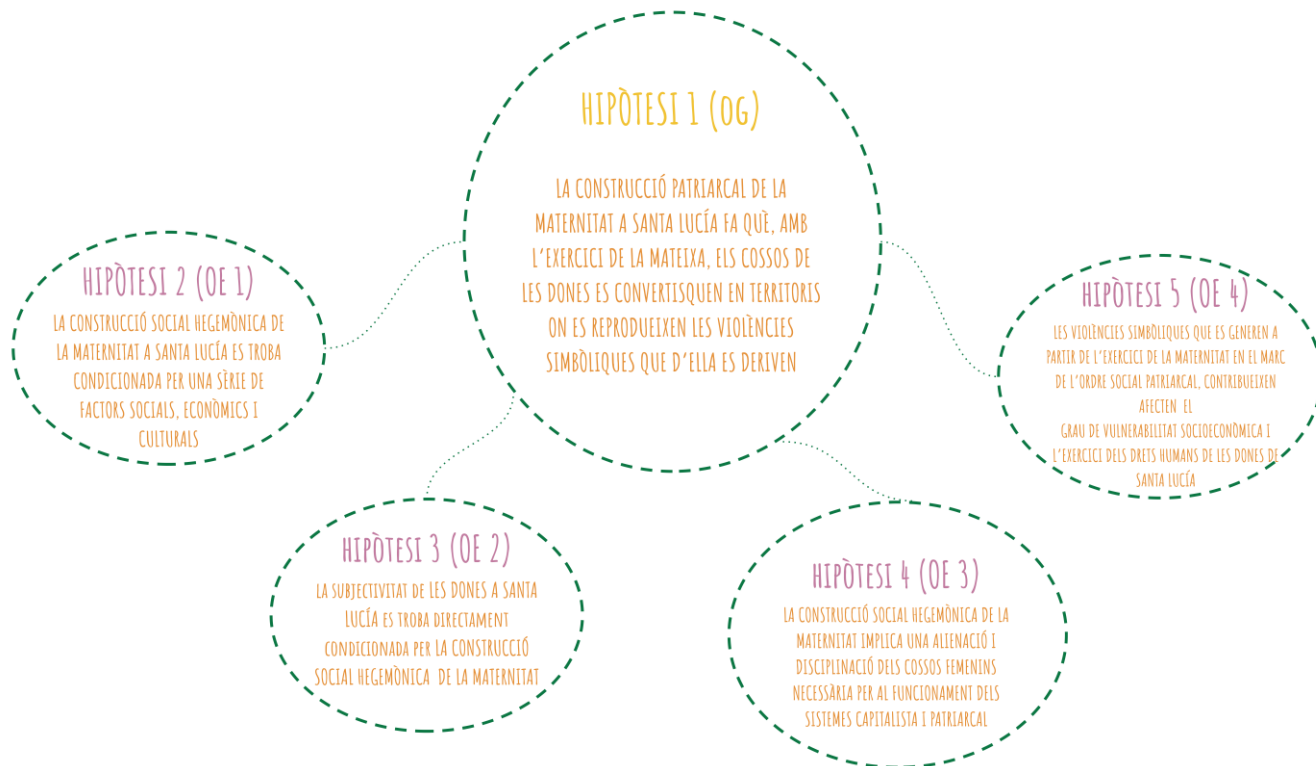 HIPÒTESI 1 (OG)
LA CONSTRUCCIÓ PATRIARCAL DE LA
MATERNITAT A SANTA LUCÍA FA QUÈ, AMB
L'EXERCICI DE LA MATEIXA, ELS COSSOS DE
LES DONES ES CONVERTISQUEN EN TERRITORIS
ON ES REPRODUEIXEN LES VIOLÈNCIES
SIMBÒLIQUES QUE D'ELLA ES DERIVEN
HIPÒTESI 2 (OE 1)
LA CONSTRUCCIÓ SOCIAL HEGEMÒNICA DE
LA MATERNITAT A SANTA LUCÍA ES TROBA
CONDICIONADA PER UNA SÈRIE DE
FACTORS SOCIALS, ECONÒMICS I
CULTURALS
HIPÒTESI 3 (OE 2)
LA SUBJECTIVITAT DE LES DONES A SANTA
LUCÍA ES TROBA DIRECTAMENT
CONDICIONADA PER LA CONSTRUCCIÓ
SOCIAL HEGEMÒNICA DE LA MATERNITAT
HIPÒTESI 4 (OE 3)
LA CONSTRUCCIÓ SOCIAL HEGEMÒNICA DE LA
MATERNITAT IMPLICA UNA ALIENACIÓ I
DISCIPLINACIÓ DELS COSSOS FEMENINS
NECESSÀRIA PER AL FUNCIONAMENT DELS
SISTEMES CAPITALISTA I PATRIARCAL
HIPÒTESI 5 (OE 4)
LES VIOLÈNCIES SIMBÒLIQUES QUE ES GENEREN A
PARTIR DE L'EXERCICI DE LA MATERNITAT EN EL MARC
DE L'ORDRE SOCIAL PATRIARCAL, CONTRIBUEIXEN
AFECTEN EL
GRAU DE VULNERABILITAT SOCIOECONÒMICA I
L'EXERCICI DELS DRETS HUMANS DE LES DONES DE
SANTA LUCÍA